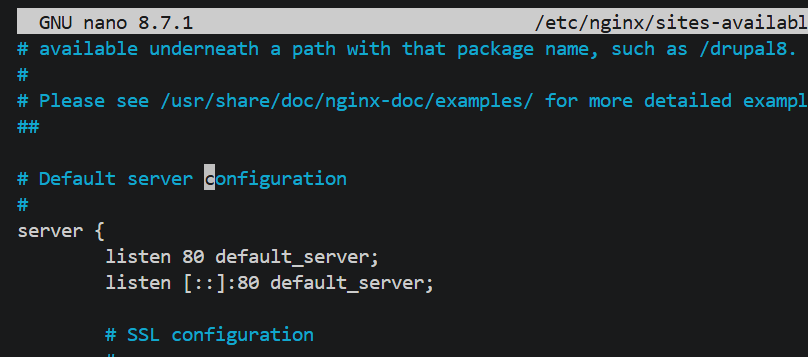 GNU nano 8.7.1 /etc/nginx/sites-availabl
# available underneath a path with that package name, such as /drupal8.
#
# Please see /usr/share/doc/nginx-doc/examples/ for more detailed exampl
##
# Default server configuration
#
server {
listen 80 default_server;
listen [::]:80 default_server;
# SSL configuration
#